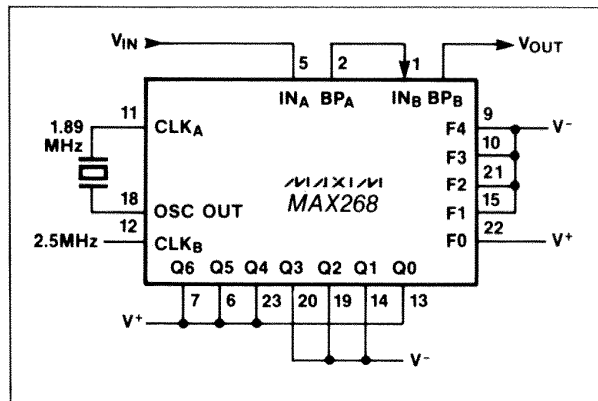 VIN VOUT
5 2 1
INA BPA INB BPB
11 CLKA
1.89 MHz
18 OSC OUT
12 CLKB
2.5MHz
MAXIM
MAX268
F4 9 V-
F3 10
F2 21
F1 15
F0 22 V+
Q6 Q5 Q4 Q3 Q2 Q1 Q0
7 6 23 20 19 14 13
V+
V-